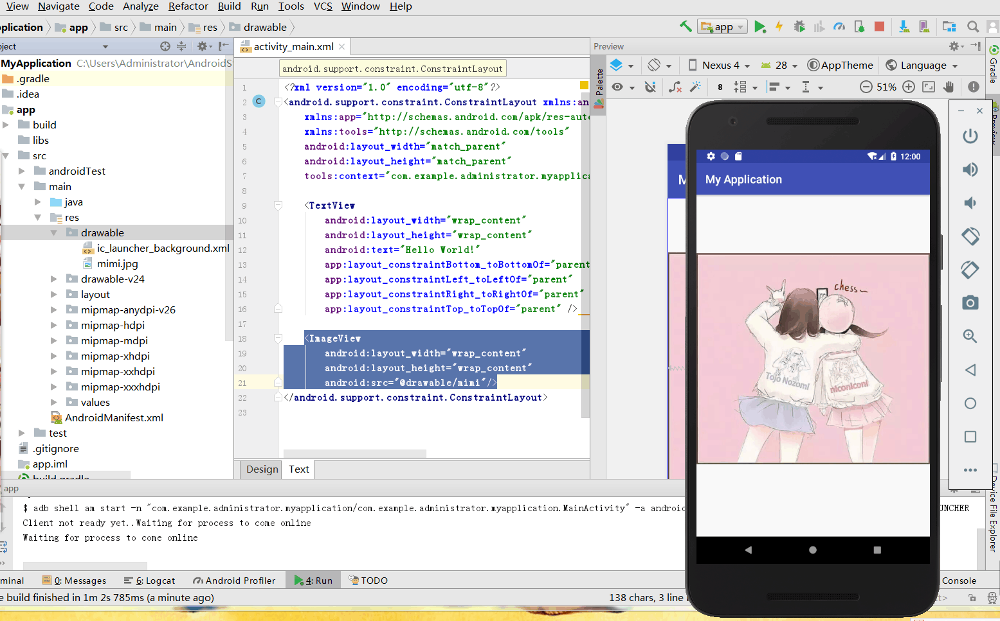 View Navigate Code Analyze Refactor Build Run Tools VCS Window Help
plication app src main res drawable
app
oject
activity_main.xml
Preview
MyApplication C:\Users\Administrator\AndroidSt
.gradle
.idea
app
build
libs
src
androidTest
main
java
res
drawable
ic_launcher_background.xml
mimi.jpg
drawable-v24
layout
mipmap-anydpi-v26
mipmap-hdpi
mipmap-mdpi
mipmap-xhdpi
mipmap-xxhdpi
mipmap-xxxhdpi
values
AndroidManifest.xml
test
.gitignore
app.iml
build.gradle
android.support.constraint.ConstraintLayout
1 <?xml version="1.0" encoding="utf-8"?>
2 C <android.support.constraint.ConstraintLayout xmlns:an
3 xmlns:app="http://schemas.android.com/apk/res-aut
4 xmlns:tools="http://schemas.android.com/tools"
5 android:layout_width="match_parent"
6 android:layout_height="match_parent"
7 tools:context="com.example.administrator.myapplica
8
9 <TextView
10 android:layout_width="wrap_content"
11 android:layout_height="wrap_content"
12 android:text="Hello World!"
13 app:layout_constraintBottom_toBottomOf="parent
14 app:layout_constraintLeft_toLeftOf="parent"
15 app:layout_constraintRight_toRightOf="parent"
16 app:layout_constraintTop_toTopOf="parent" />
17
18 <ImageView
19 android:layout_width="wrap_content"
20 android:layout_height="wrap_content"
21 android:src="@drawable/mimi"/>
22 </android.support.constraint.ConstraintLayout>
23
Design Text
Palette
Nexus 4 28 AppTheme Language
8 51%
Gradle
Preview
Device File Explorer
M
12:00
My Application
chess~
Tojo Nozomi
niconiconi
app
$ adb shell am start -n "com.example.administrator.myapplication/com.example.administrator.myapplication.MainActivity" -a android
UNCHER
Client not ready yet..Waiting for process to come online
Waiting for process to come online
minal 0: Messages 6: Logcat Android Profiler 4: Run TODO Console
e build finished in 1m 2s 785ms (a minute ago) 138 chars, 3 line